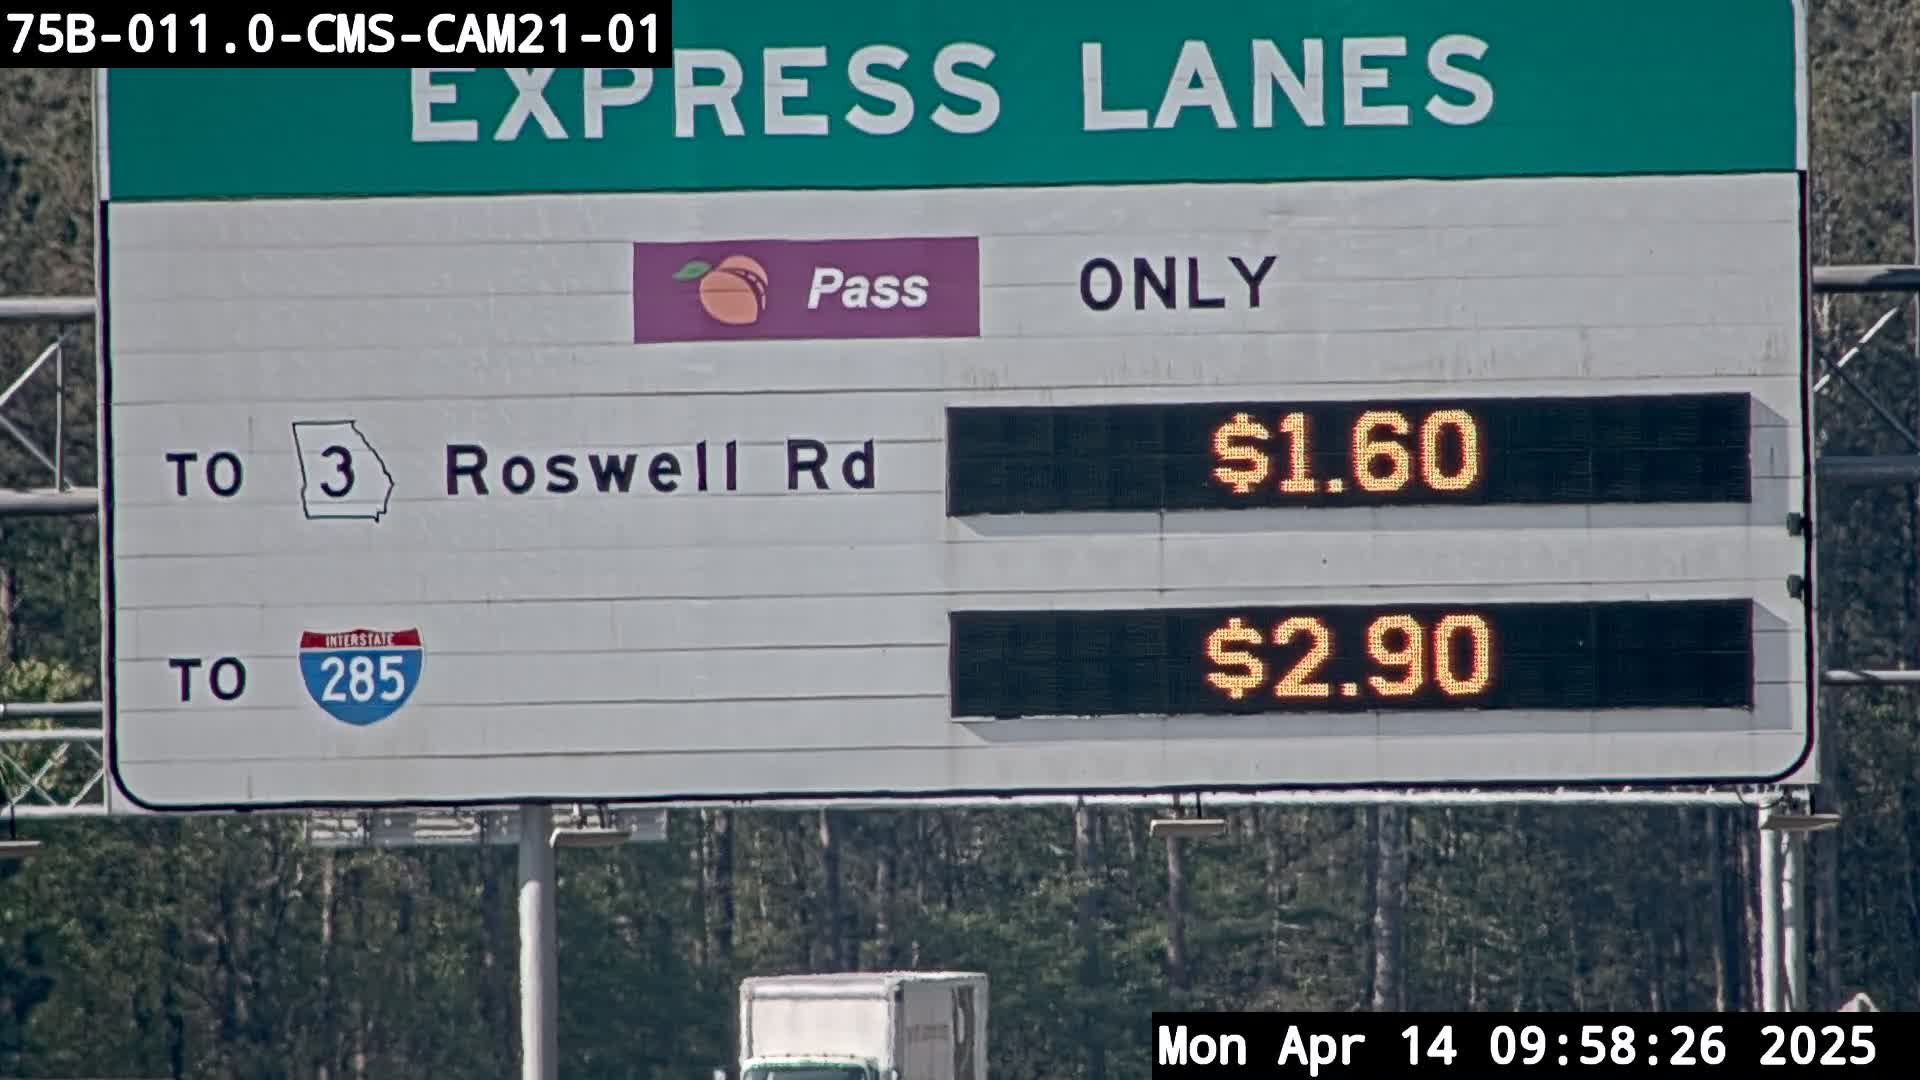 75B-011.0-CMS-CAM21-01
EXPRESS LANES
Pass ONLY
TO 3 Roswell Rd $1.60
INTERSTATE
TO 285 $2.90
Mon Apr 14 09:58:26 2025